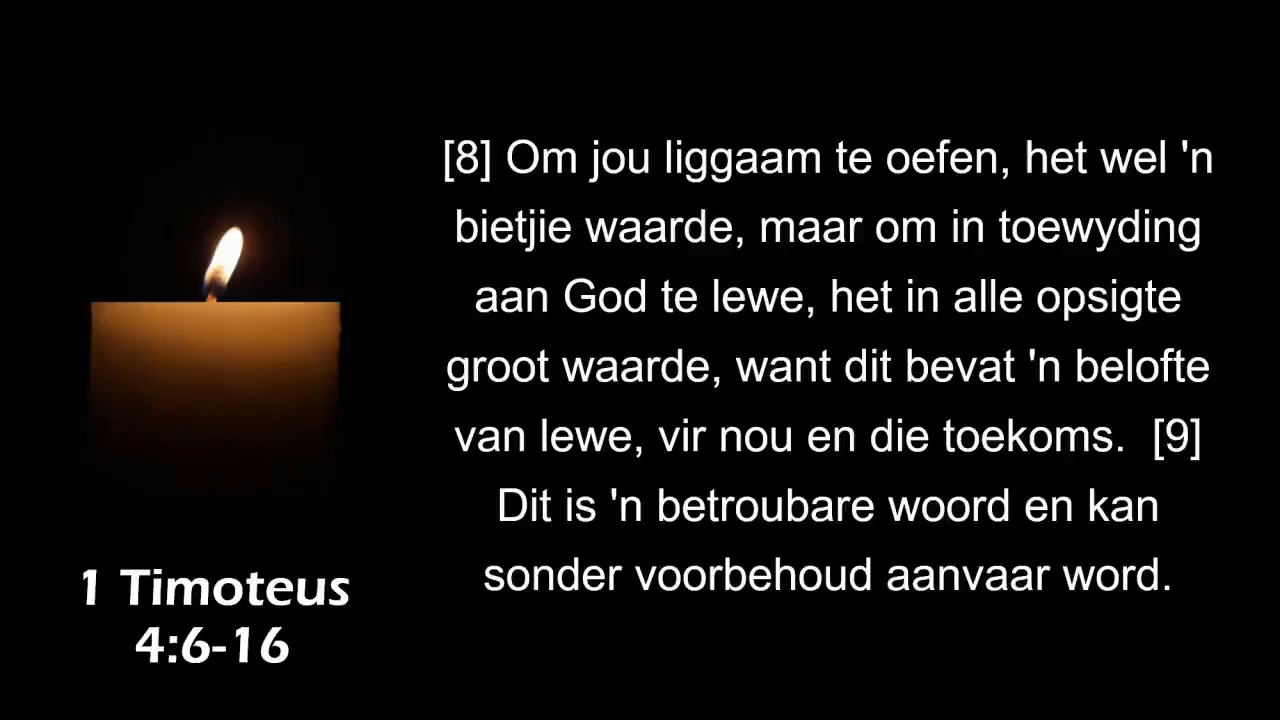 [8] Om jou liggaam te oefen, het wel 'n
bietjie waarde, maar om in toewyding
aan God te lewe, het in alle opsigte
groot waarde, want dit bevat 'n belofte
van lewe, vir nou en die toekoms.  [9]
Dit is 'n betroubare woord en kan
sonder voorbehoud aanvaar word.
1 Timoteus
4:6-16